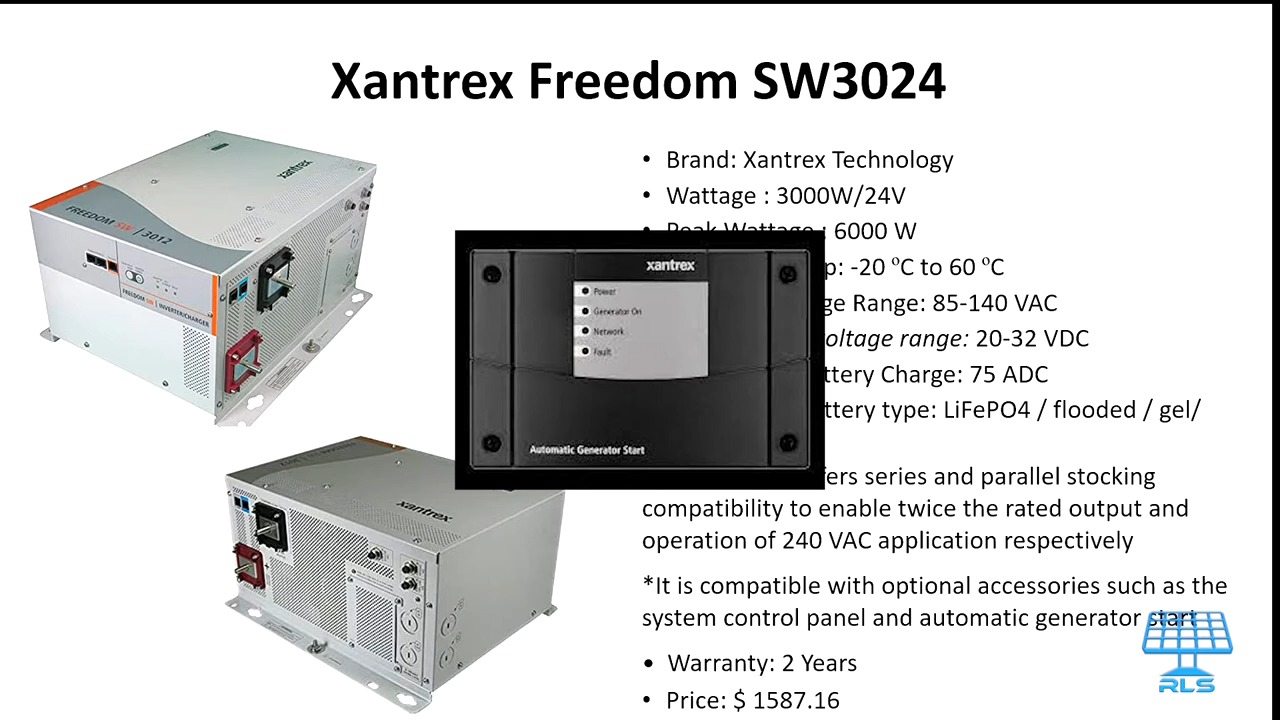 Xantrex Freedom SW3024
• Brand: Xantrex Technology
• Wattage : 3000W/24V
• Peak Wattage : 6000 W
p: -20 ºC to 60 ºC
ge Range: 85-140 VAC
oltage range: 20-32 VDC
ttery Charge: 75 ADC
ttery type: LiFePO4 / flooded / gel/
fers series and parallel stocking
compatibility to enable twice the rated output and
operation of 240 VAC application respectively
*It is compatible with optional accessories such as the
system control panel and automatic generator start
• Warranty: 2 Years
• Price: $ 1587.16
xantrex
FREEDOM SW | 3012
FREEDOM SW | INVERTER/CHARGER
xantrex
Power
Generator On
Network
Fault
Automatic Generator Start
xantrex
RLS